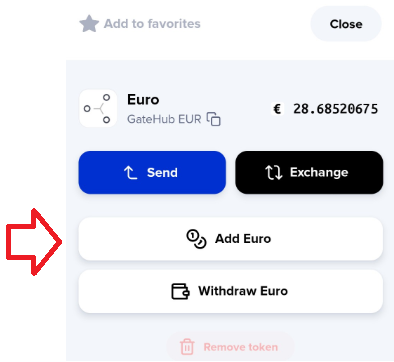 Add to favorites
Close
Euro
GateHub EUR
€ 28.68520675
Send
Exchange
Add Euro
Withdraw Euro
Remove token